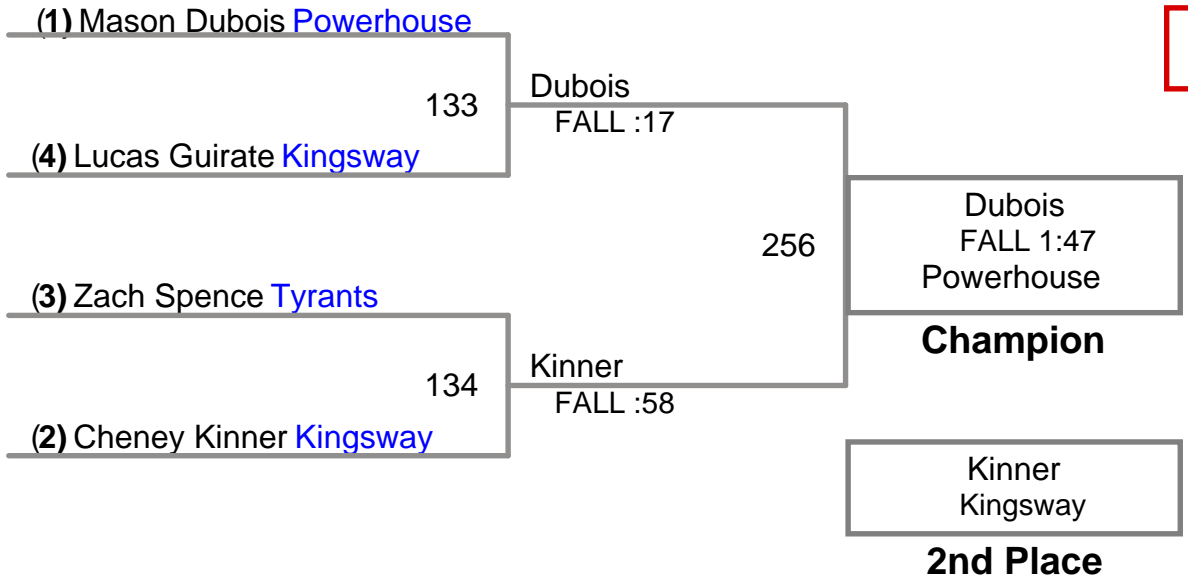 (1) Mason Dubois Powerhouse
133
Dubois
FALL :17
(4) Lucas Guirate Kingsway
256
Dubois
FALL 1:47
Powerhouse
Champion
(3) Zach Spence Tyrants
134
Kinner
FALL :58
(2) Cheney Kinner Kingsway
Kinner
Kingsway
2nd Place